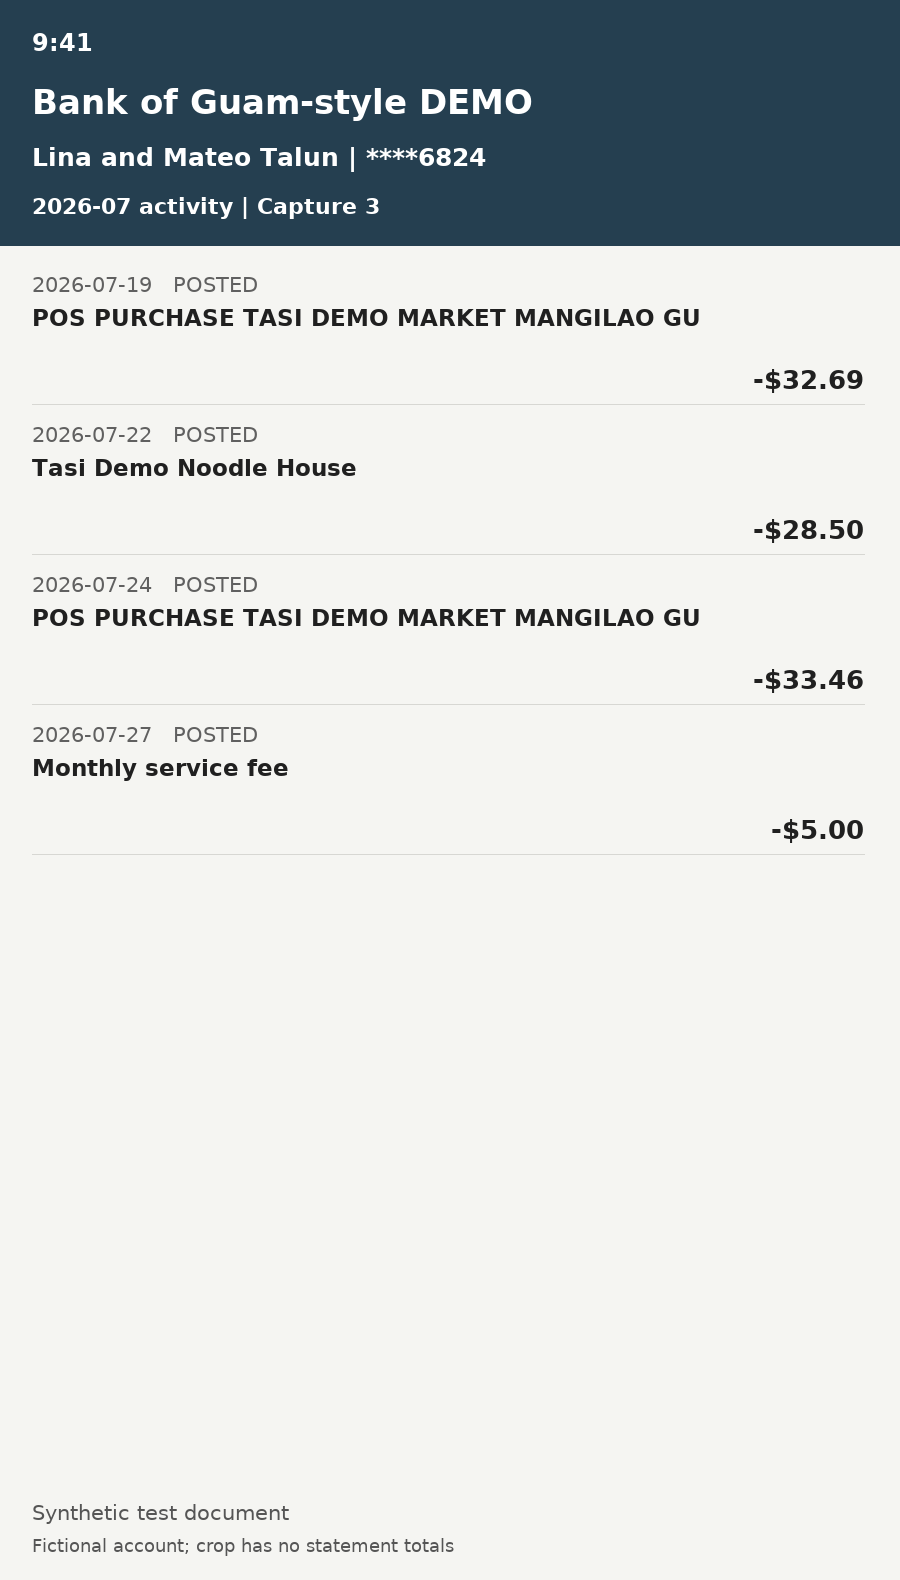 9:41
Bank of Guam-style DEMO
Lina and Mateo Talun | ****6824
2026-07 activity | Capture 3
2026-07-19 POSTED
POS PURCHASE TASI DEMO MARKET MANGILAO GU
-$32.69
2026-07-22 POSTED
Tasi Demo Noodle House
-$28.50
2026-07-24 POSTED
POS PURCHASE TASI DEMO MARKET MANGILAO GU
-$33.46
2026-07-27 POSTED
Monthly service fee
-$5.00
Synthetic test document
Fictional account; crop has no statement totals